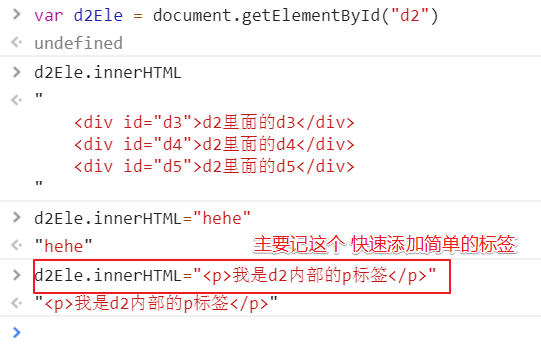 > var d2Ele = document.getElementById("d2")
< undefined
> d2Ele.innerHTML
< "
<div id="d3">d2里面的d3</div>
<div id="d4">d2里面的d4</div>
<div id="d5">d2里面的d5</div>
"
> d2Ele.innerHTML="hehe"
< "hehe"
主要记这个 快速添加简单的标签
> d2Ele.innerHTML="<p>我是d2内部的p标签</p>"
< "<p>我是d2内部的p标签</p>"
>